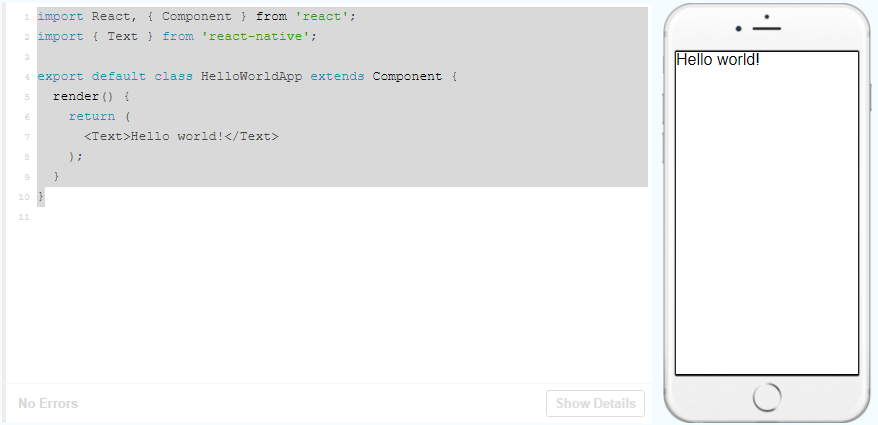 1 import React, { Component } from 'react';
2 import { Text } from 'react-native';
3
4 export default class HelloWorldApp extends Component {
5   render() {
6     return (
7       <Text>Hello world!</Text>
8     );
9   }
10 }
11
No Errors
Show Details
Hello world!